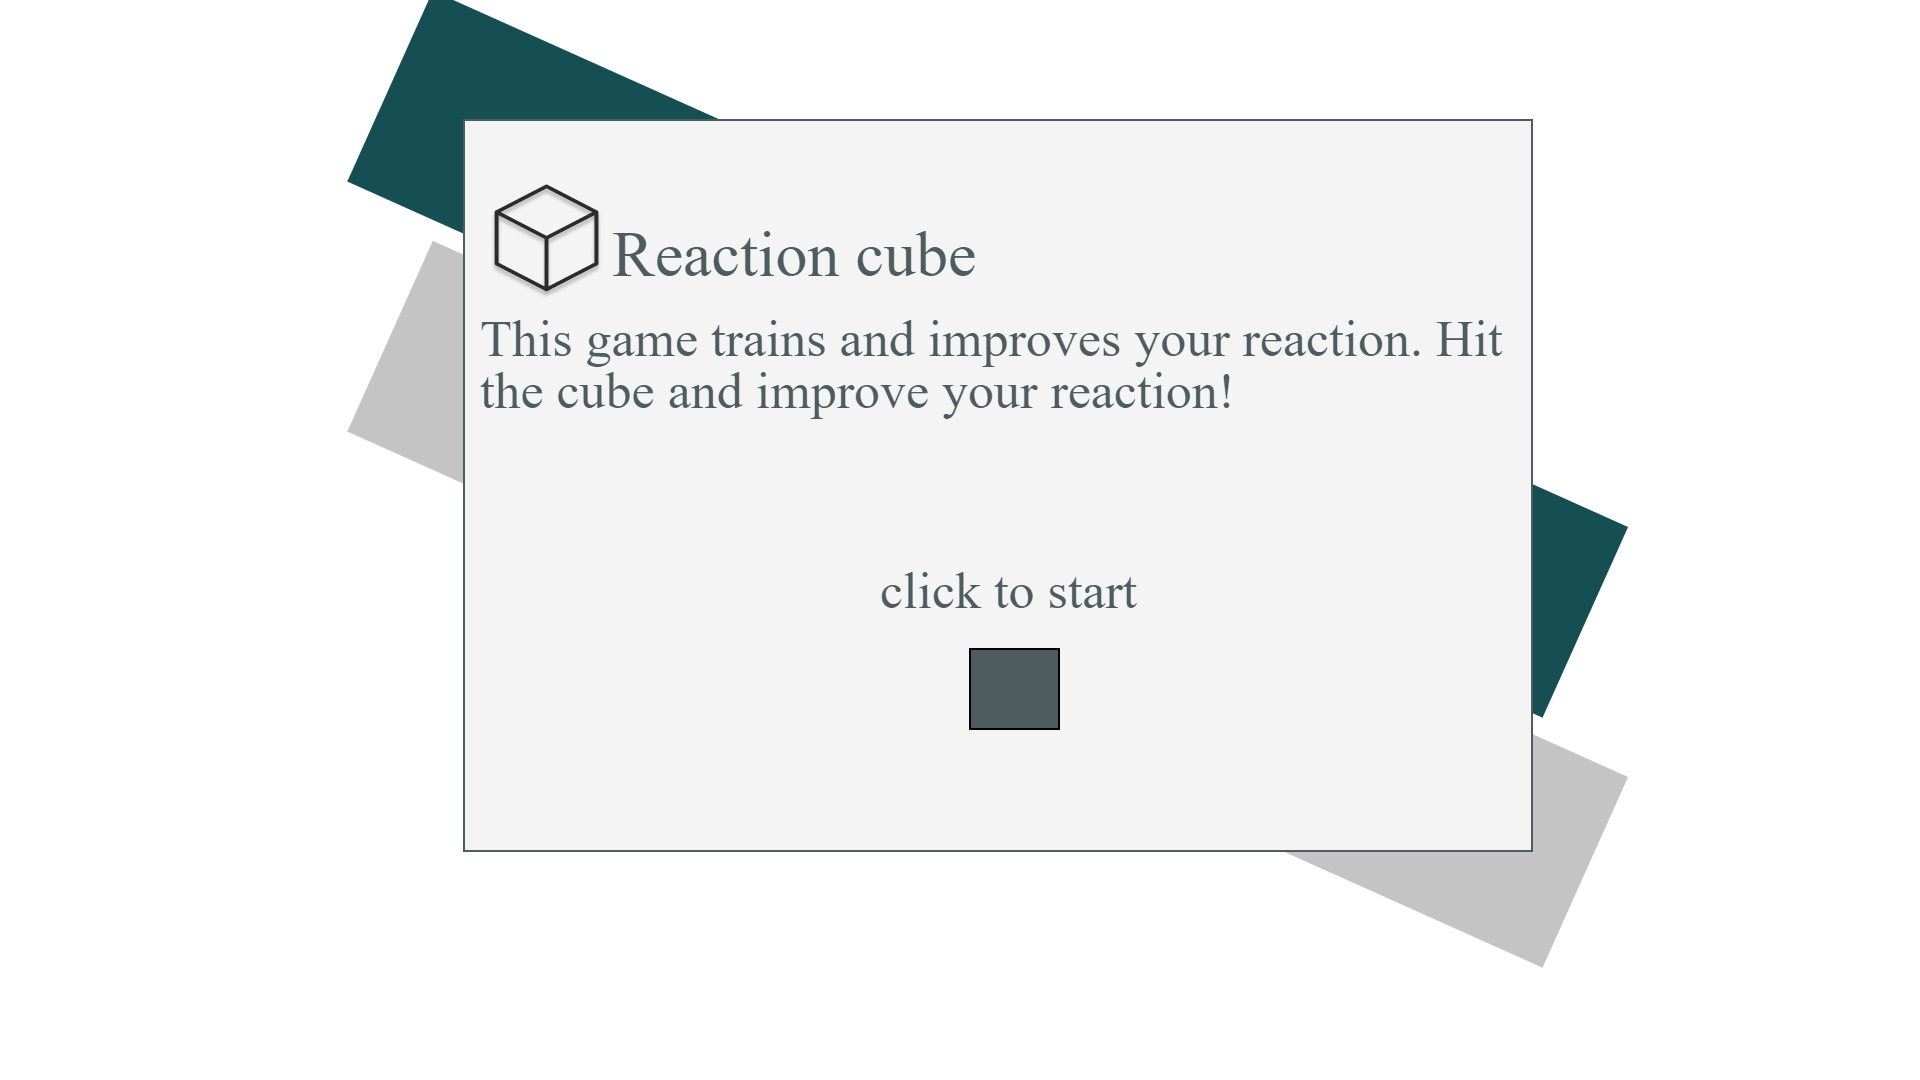 Reaction cube
This game trains and improves your reaction. Hit
the cube and improve your reaction!
click to start